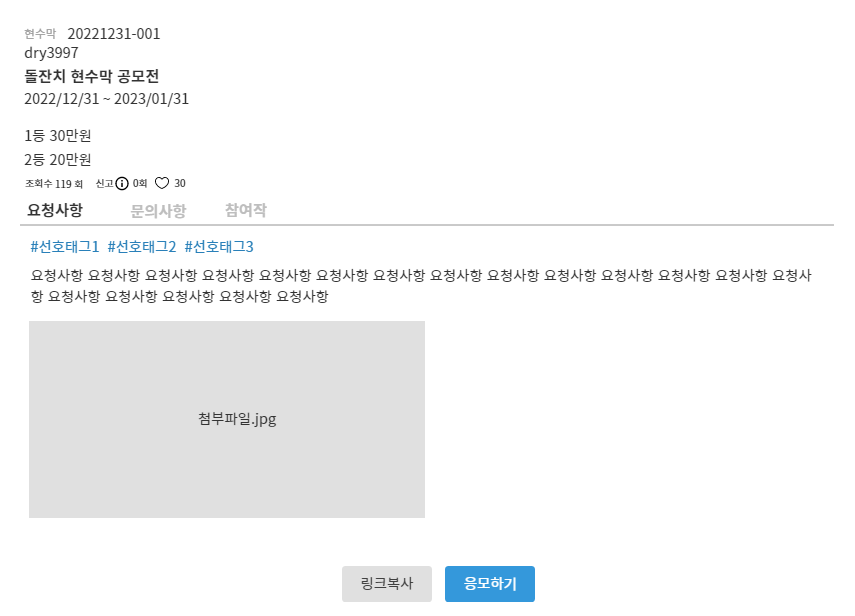 현수막 20221231-001
dry3997
돌잔치 현수막 공모전
2022/12/31 ~ 2023/01/31
1등 30만원
2등 20만원
조회수 119 회 신고 0회 30
요청사항 문의사항 참여작
#선호태그1 #선호태그2 #선호태그3
요청사항 요청사항 요청사항 요청사항 요청사항 요청사항 요청사항 요청사항 요청사항 요청사항 요청사항 요청사항 요청사항 요청사
항 요청사항 요청사항 요청사항 요청사항 요청사항
첨부파일.jpg
링크복사 응모하기